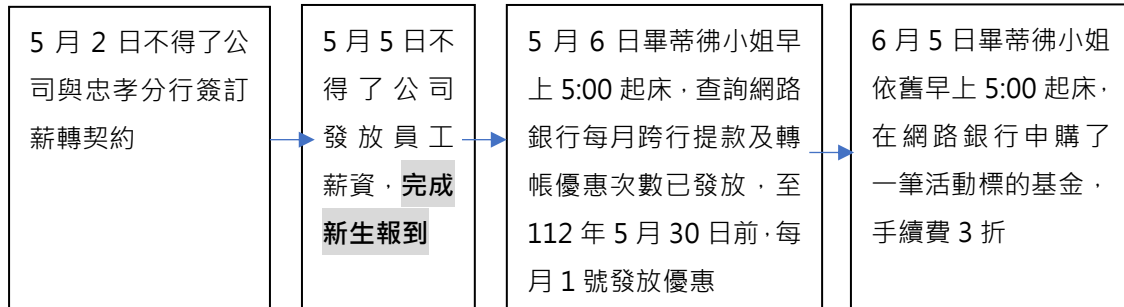 5 月 2 日不得了公
司與忠孝分行簽訂
薪轉契約
5 月 5 日不
得了公司
發放員工
薪資，完成
新生報到
5 月 6 日畢蒂彿小姐早
上 5:00 起床，查詢網路
銀行每月跨行提款及轉
帳優惠次數已發放，至
112 年 5 月 30 日前，每
月 1 號發放優惠
6 月 5 日畢蒂彿小姐
依舊早上 5:00 起床，
在網路銀行申購了
一筆活動標的基金，
手續費 3 折